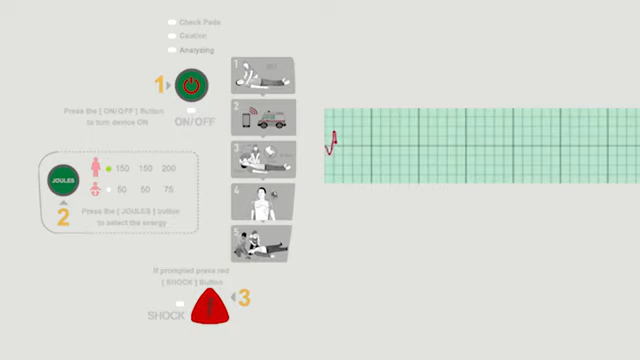 Check Pads
Caution
Analyzing
1
Press the [ ON/OFF ] Button
to turn device ON
ON/OFF
1
2
3
4
5
JOULES
150 150 200
50 50 75
2
Press the [ JOULES ] button
to select the energy
If prompted press red
[ SHOCK ] Button
3
SHOCK